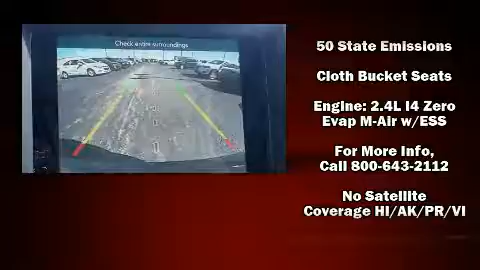 Check entire surroundings
50 State Emissions
Cloth Bucket Seats
Engine: 2.4L I4 Zero
Evap M-Air w/ESS
For More Info,
Call 800-643-2112
No Satellite
Coverage HI/AK/PR/VI